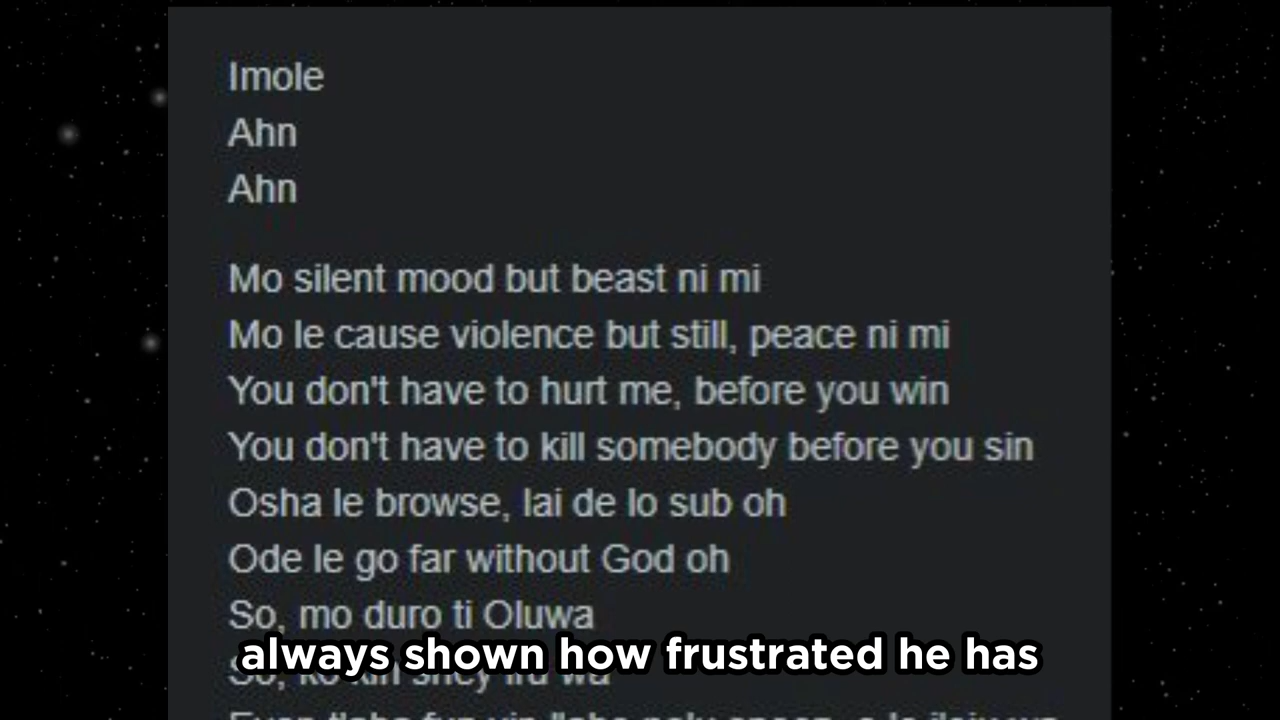 Imole
Ahn
Ahn
Mo silent mood but beast ni mi
Mo le cause violence but still, peace ni mi
You don't have to hurt me, before you win
You don't have to kill somebody before you sin
Osha le browse, lai de lo sub oh
Ode le go far without God oh
So, mo duro ti Oluwa
always shown how frustrated he has
So,